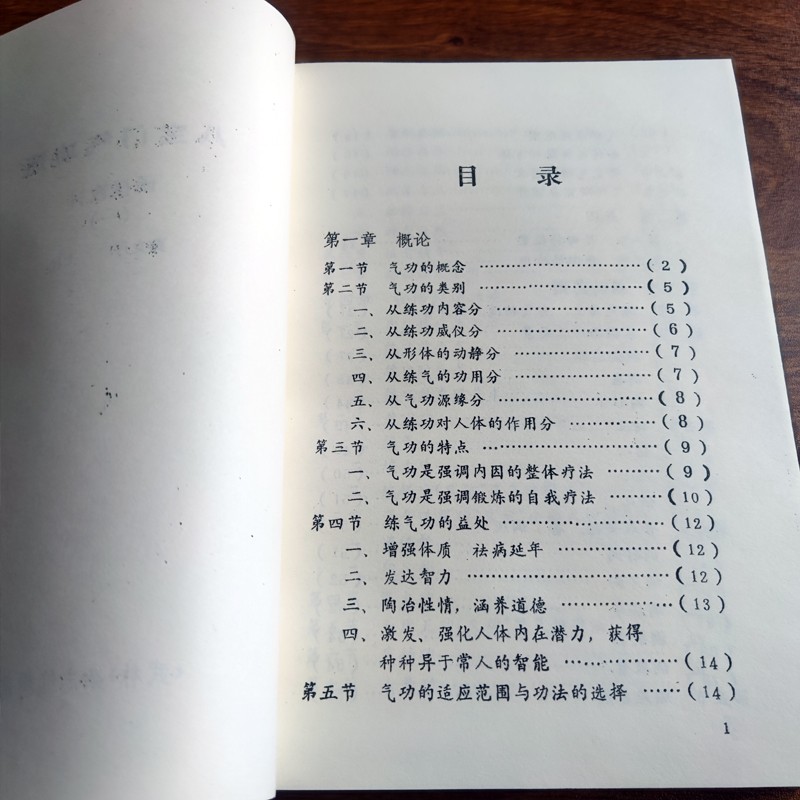 目 录
第一章 概论
第一节 气功的概念 ……………………………(2)
第二节 气功的类别 ……………………………(5)
一、从练功内容分 ……………………………(5)
二、从练功威仪分 ……………………………(6)
三、从形体的动静分 …………………………(7)
四、从练气的功用分 …………………………(7)
五、从气功源缘分 ……………………………(8)
六、从练功对人体的作用分 …………………(8)
第三节 气功的特点 ……………………………(9)
一、气功是强调内因的整体疗法 ……………(9)
二、气功是强调锻炼的自我疗法 ……………(10)
第四节 练气功的益处 …………………………(12)
一、增强体质 祛病延年 ……………………(12)
二、发达智力 …………………………………(12)
三、陶冶性情，涵养道德 ……………………(13)
四、激发、强化人体内在潜力，获得
种种异于常人的智能 ………………(14)
第五节 气功的适应范围与功法的选择 ……(14)
1